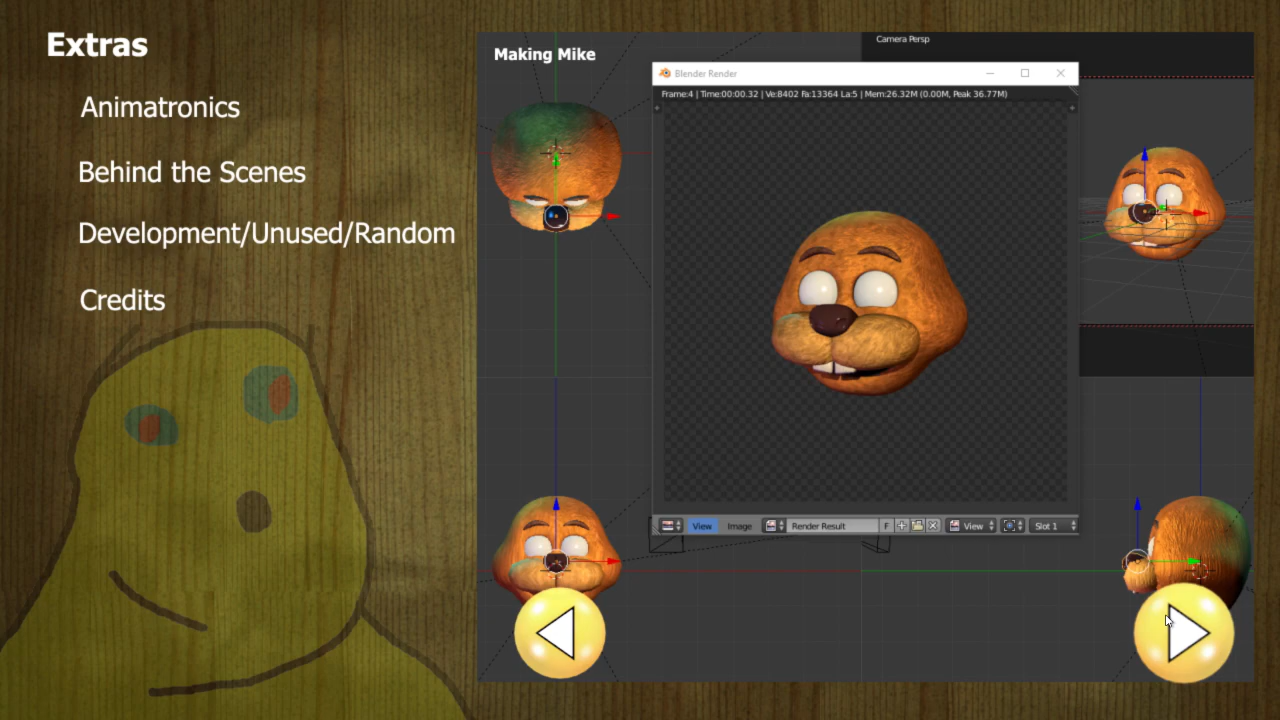 Extras
Animatronics
Behind the Scenes
Development/Unused/Random
Credits
Making Mike
Camera Persp
Blender Render
Frame:4 | Time:00:00.32 | Ve:8402 Fa:13364 La:5 | Mem:26.32M (0.00M, Peak 36.77M)
View Image Render Result F View Slot 1